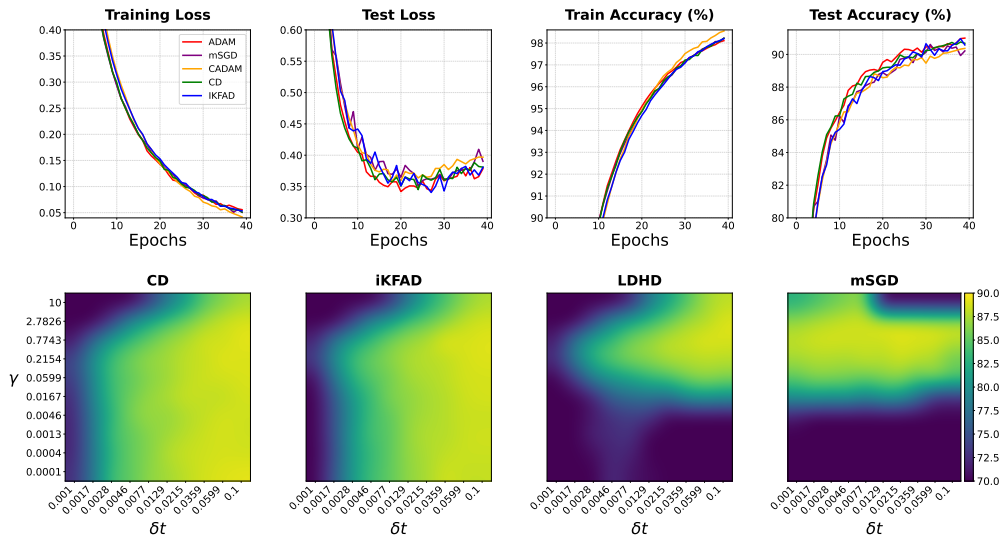 Training Loss
Test Loss
Train Accuracy (%)
Test Accuracy (%)
0.40
0.35
0.30
0.25
0.20
0.15
0.10
0.05
ADAM
mSGD
CADAM
CD
IKFAD
0 10 20 30 40
Epochs
0.60
0.55
0.50
0.45
0.40
0.35
0.30
0 10 20 30 40
Epochs
98
97
96
95
94
93
92
91
90
0 10 20 30 40
Epochs
90
88
86
84
82
80
0 10 20 30 40
Epochs
CD
iKFAD
LDHD
mSGD
γ
10
2.7826
0.7743
0.2154
0.0599
0.0167
0.0046
0.0013
0.0004
0.0001
0.001 0.0017 0.0028 0.0046 0.0077 0.0129 0.0215 0.0359 0.0599 0.1
δt
0.001 0.0017 0.0028 0.0046 0.0077 0.0129 0.0215 0.0359 0.0599 0.1
δt
0.001 0.0017 0.0028 0.0046 0.0077 0.0129 0.0215 0.0359 0.0599 0.1
δt
0.001 0.0017 0.0028 0.0046 0.0077 0.0129 0.0215 0.0359 0.0599 0.1
δt
90.0
87.5
85.0
82.5
80.0
77.5
75.0
72.5
70.0